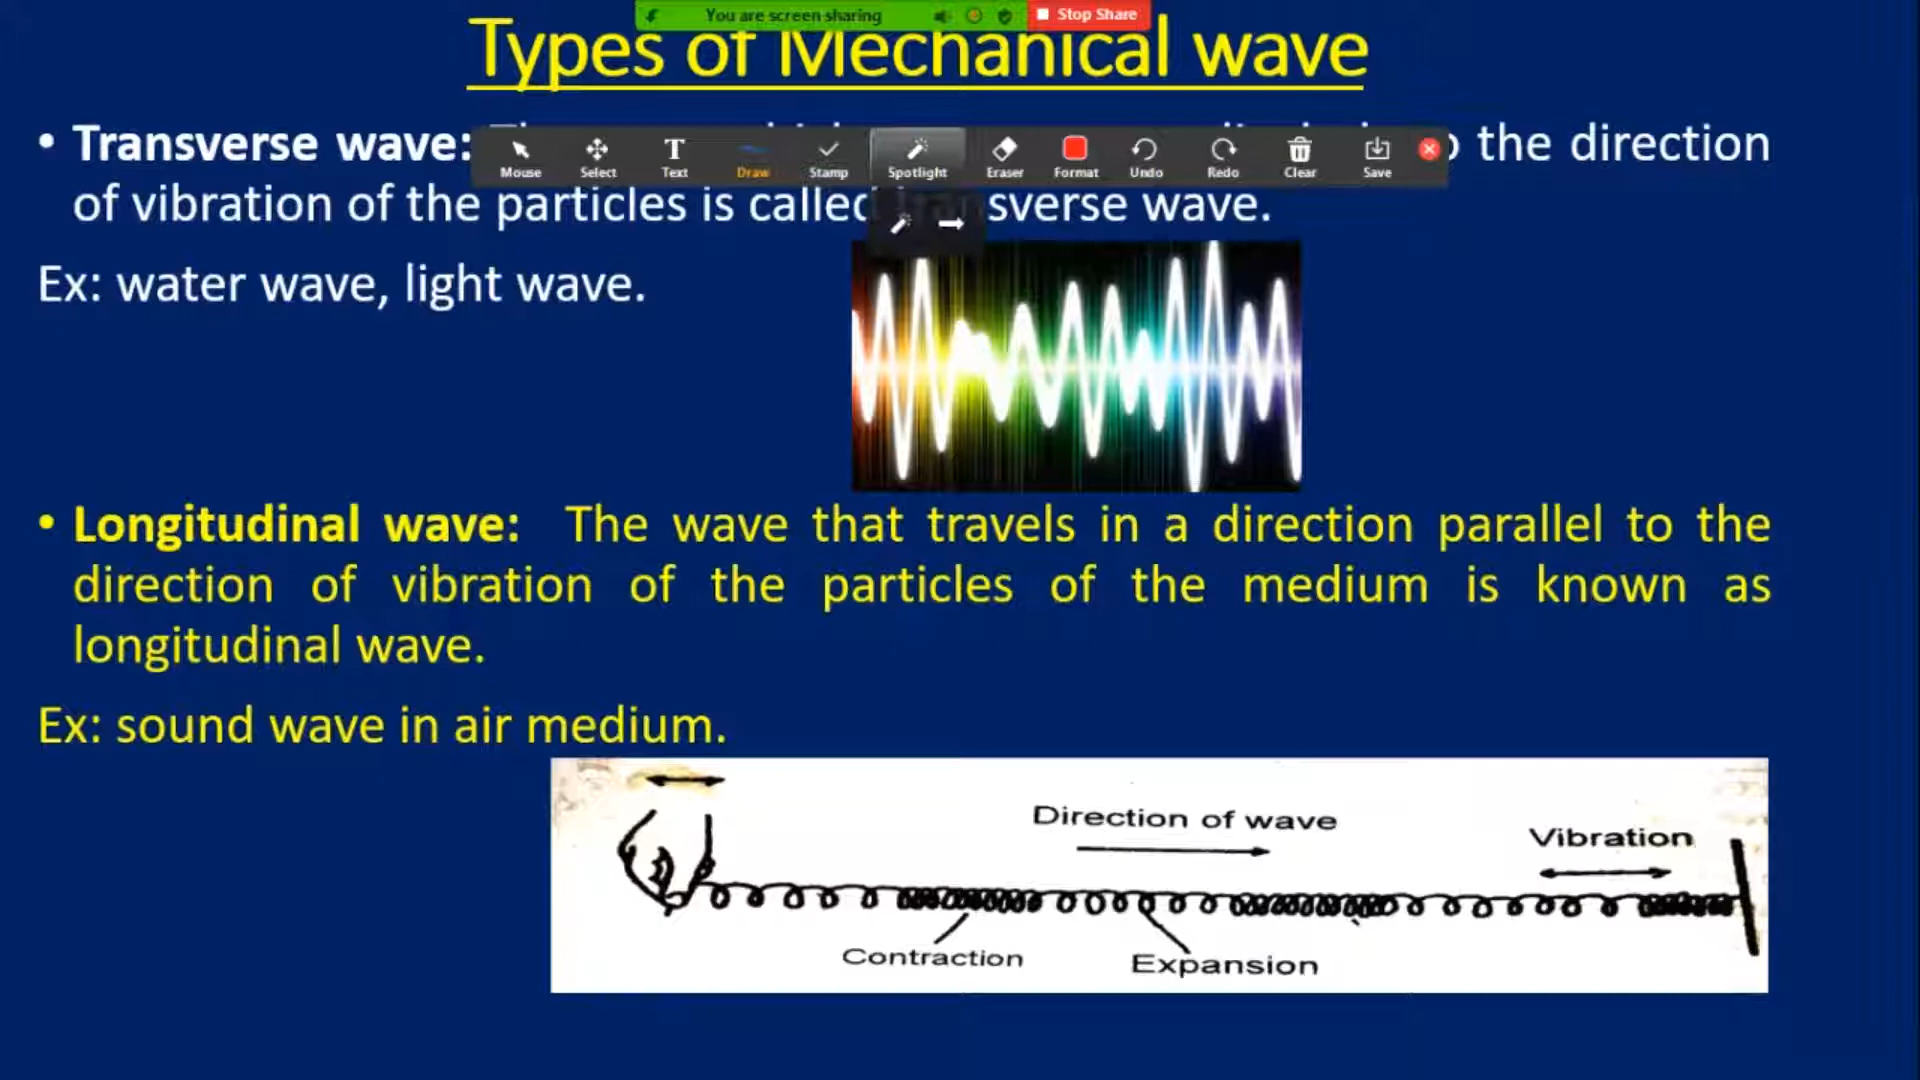 You are screen sharing
Stop Share
Types of Mechanical wave
• Transverse wave: the direction
Mouse Select Text Draw Stamp Spotlight Eraser Format Undo Redo Clear Save
of vibration of the particles is called sverse wave.
Ex: water wave, light wave.
• Longitudinal wave: The wave that travels in a direction parallel to the
direction of vibration of the particles of the medium is known as
longitudinal wave.
Ex: sound wave in air medium.
Direction of wave
Vibration
Contraction
Expansion